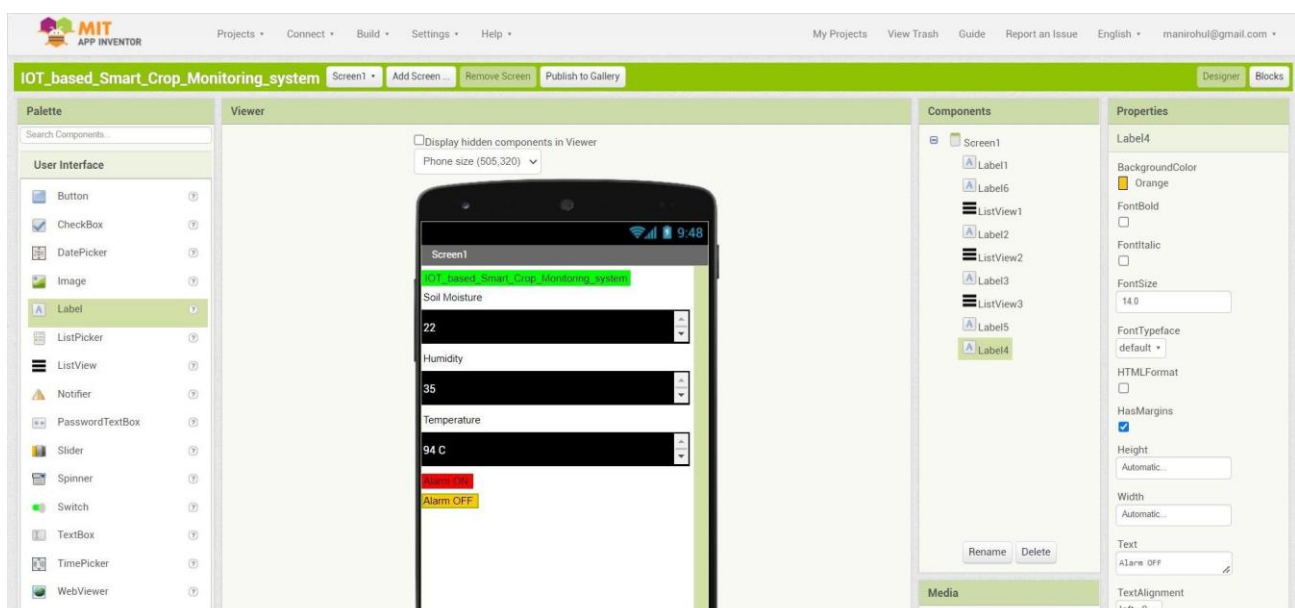 MIT
APP INVENTOR
Projects Connect Build Settings Help My Projects View Trash Guide Report an Issue English manirohul@gmail.com
IOT_based_Smart_Crop_Monitoring_system Screen1 Add Screen ... Remove Screen Publish to Gallery Designer Blocks
Palette
Search Components...
User Interface
Button
CheckBox
DatePicker
Image
Label
ListPicker
ListView
Notifier
PasswordTextBox
Slider
Spinner
Switch
TextBox
TimePicker
WebViewer
Viewer
Display hidden components in Viewer
Phone size (505,320)
9:48
Screen1
IOT_based_Smart_Crop_Monitoring_system
Soil Moisture
22
Humidity
35
Temperature
94 C
Alarm ON
Alarm OFF
Components
Screen1
Label1
Label6
ListView1
Label2
ListView2
Label3
ListView3
Label5
Label4
Rename Delete
Media
Properties
Label4
BackgroundColor
Orange
FontBold
FontItalic
FontSize
14.0
FontTypeface
default
HTMLFormat
HasMargins
Height
Automatic...
Width
Automatic...
Text
Alarm OFF
TextAlignment